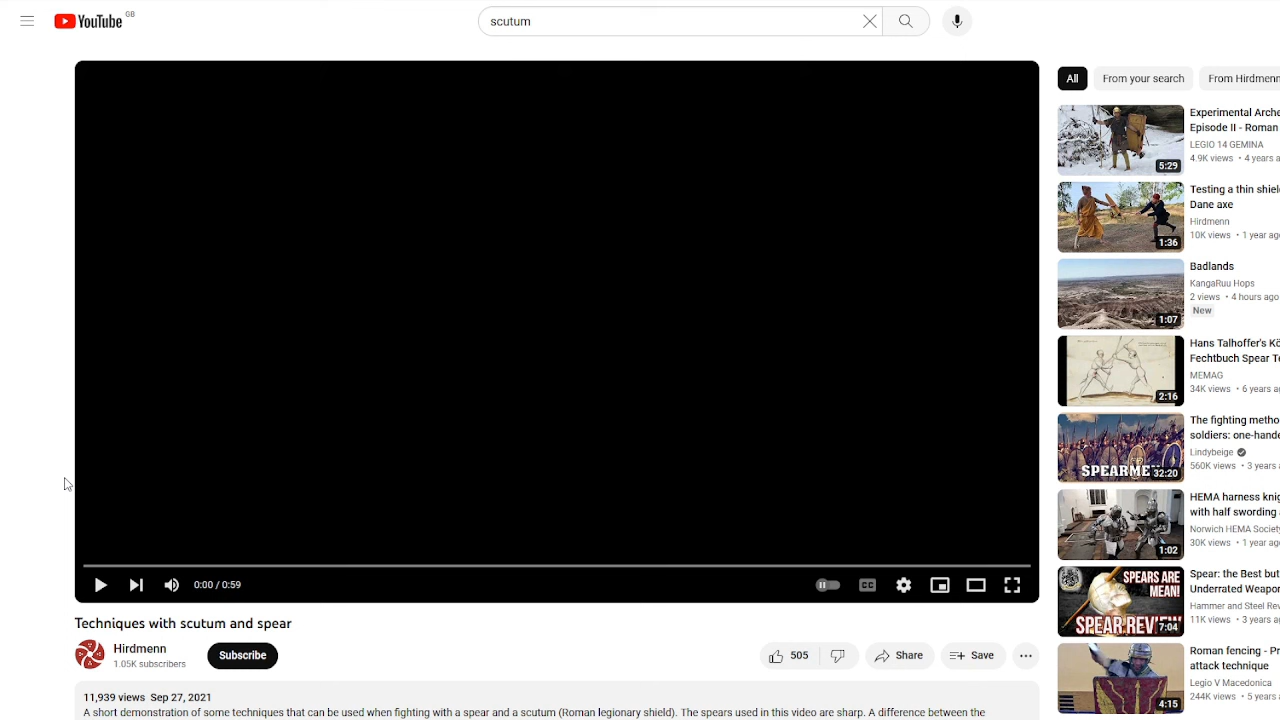 YouTube GB
scutum
All
From your search
From Hirdmenn
Experimental Arche
Episode II - Roman
LEGIO 14 GEMINA
4.9K views • 4 years a
5:29
Testing a thin shiel
Dane axe
Hirdmenn
10K views • 1 year ago
1:36
Badlands
KangaRuu Hops
2 views • 4 hours ago
New
1:07
Hans Talhoffer's Kö
Fechtbuch Spear Te
MEMAG
34K views • 6 years ag
2:16
The fighting metho
soldiers: one-hande
Lindybeige
560K views • 3 years a
SPEARME
32:20
HEMA harness knig
with half swording a
Norwich HEMA Society
30K views • 1 year ago
1:02
Spear: the Best but
Underrated Weapon
Hammer and Steel Rev
11K views • 3 years ag
SPEARS ARE
MEAN!
SPEAR REVIEW
7:04
Roman fencing - Pr
attack technique
Legio V Macedonica
244K views • 5 years a
4:15
0:00 / 0:59
CC
Techniques with scutum and spear
Hirdmenn
1.05K subscribers
Subscribe
505
Share
Save
11,939 views Sep 27, 2021
A short demonstration of some techniques that can be used when fighting with a spear and a scutum (Roman legionary shield). The spears used in this video are sharp. A difference between the